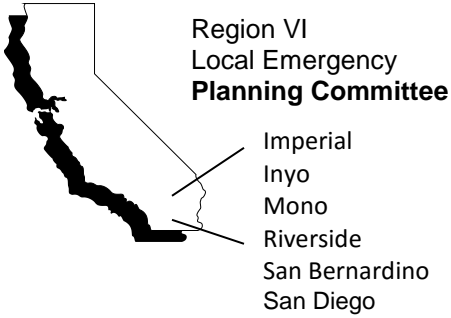 Region VI
Local Emergency
Planning Committee
Imperial
Inyo
Mono
Riverside
San Bernardino
San Diego